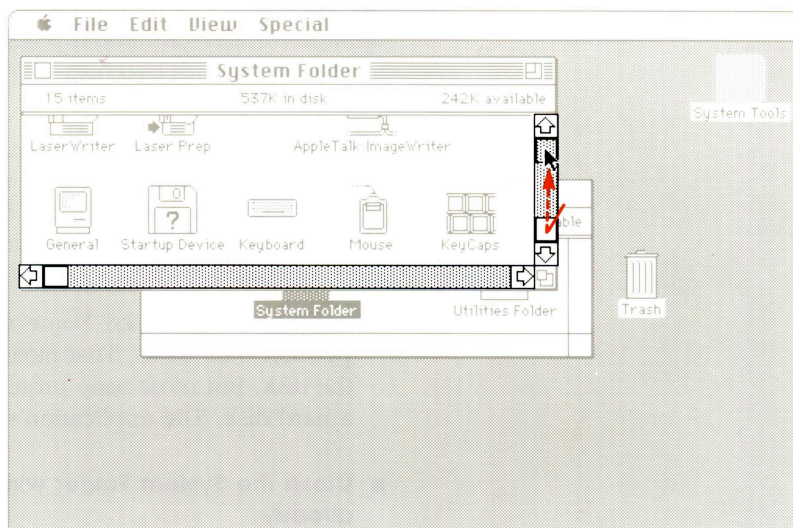 File Edit View Special
System Folder
15 items 537K in disk 242K available
System Tools
LaserWriter Laser Prep AppleTalk ImageWriter
General Startup Device Keyboard Mouse KeyCaps
System Folder Utilities Folder Trash